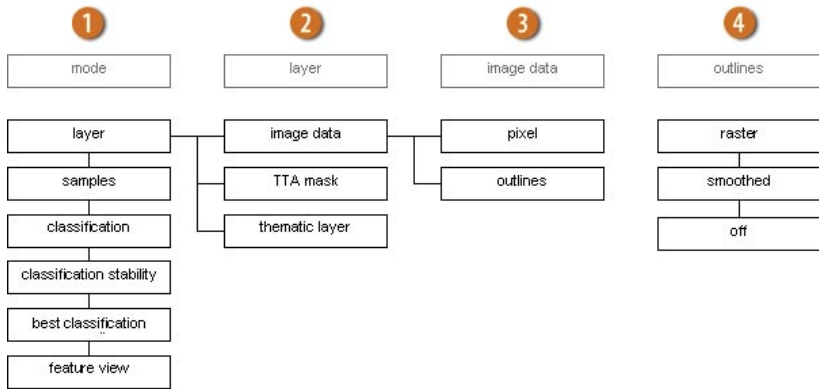 1
2
3
4
mode
layer
image data
outlines
layer
image data
pixel
raster
samples
TTA mask
outlines
smoothed
classification
thematic layer
off
classification stability
best classification
feature view